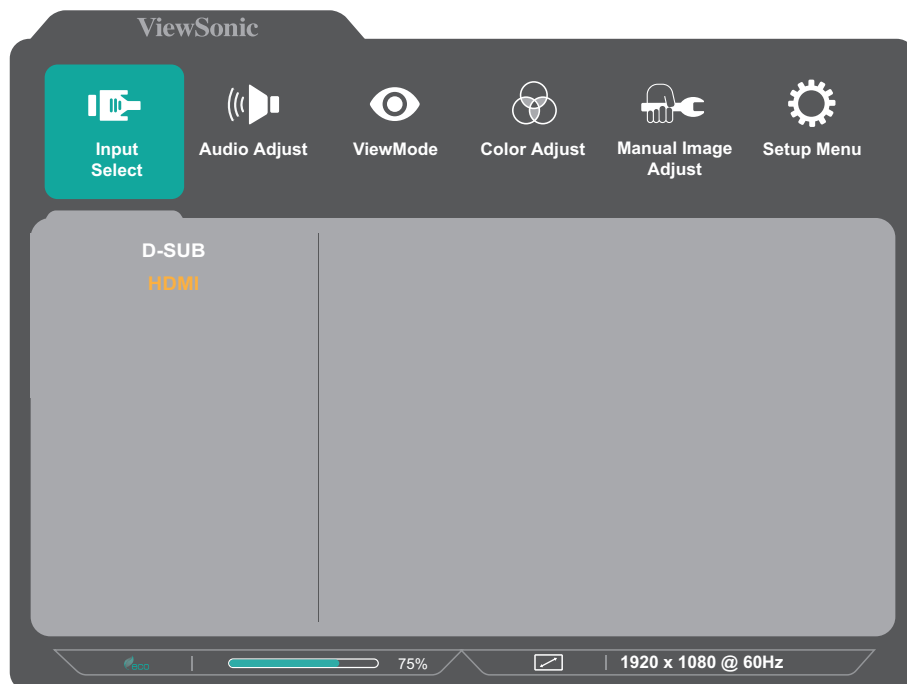 ViewSonic
Input
Select
Audio Adjust
ViewMode
Color Adjust
Manual Image
Adjust
Setup Menu
D-SUB
HDMI
ECO
75%
1920 x 1080 @ 60Hz